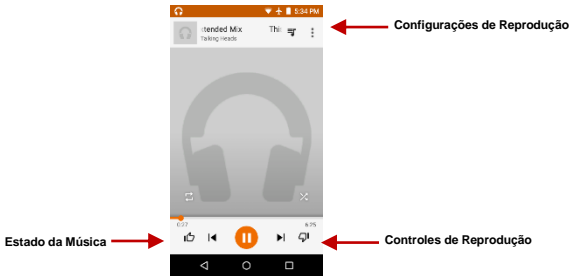 5:34 PM
xtended Mix Thi
Talking Heads
Configurações de Reprodução
0:27 6:25
Estado da Música
Controles de Reprodução